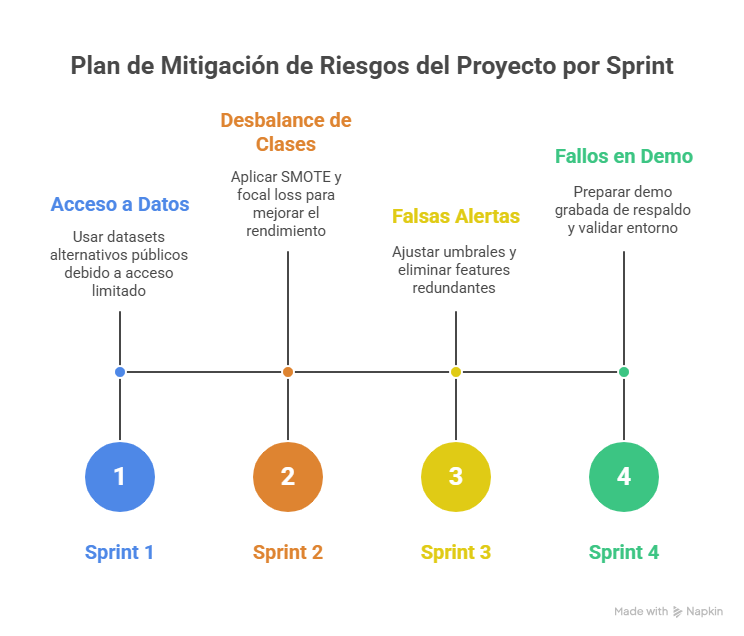 Plan de Mitigación de Riesgos del Proyecto por Sprint
Desbalance de
Clases
Aplicar SMOTE y
focal loss para
mejorar el
rendimiento
Fallos en Demo
Preparar demo
grabada de respaldo
y validar entorno
Acceso a Datos
Usar datasets
alternativos públicos
debido a acceso
limitado
Falsas Alertas
Ajustar umbrales y
eliminar features
redundantes
1
2
3
4
Sprint 1
Sprint 2
Sprint 3
Sprint 4
Made with Napkin